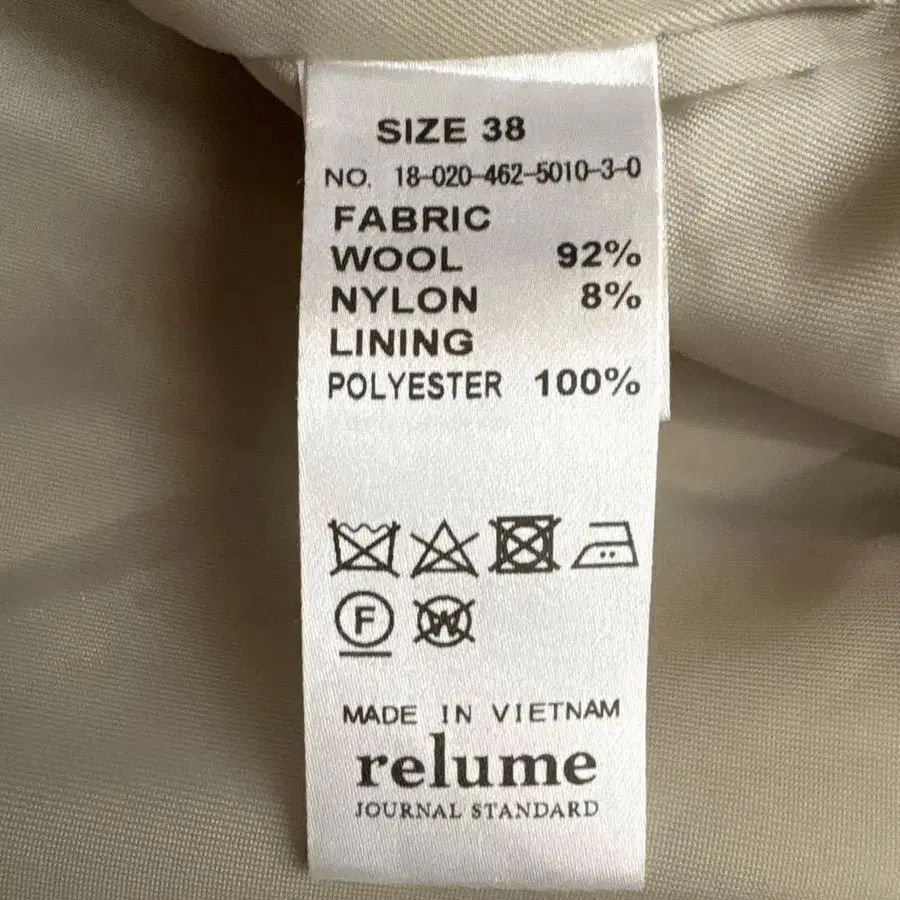 SIZE 38
NO. 18-020-462-5010-3-0
FABRIC
WOOL 92%
NYLON 8%
LINING
POLYESTER 100%
F W
MADE IN VIETNAM
relume
JOURNAL STANDARD